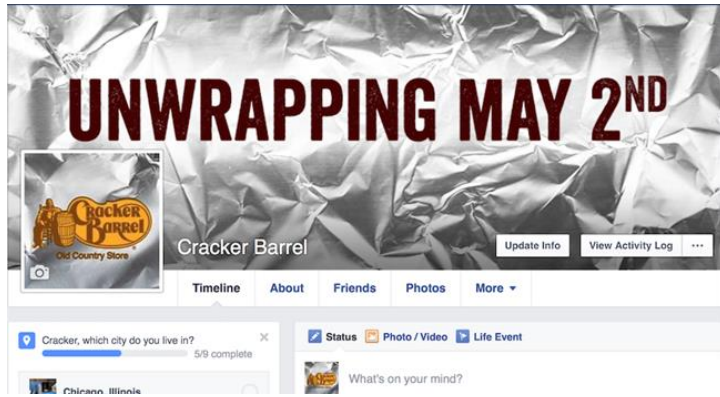 UNWRAPPING MAY 2ND
Cracker
Barrel
Old Country Store
Cracker Barrel
Update Info
View Activity Log
...
Timeline
About
Friends
Photos
More
Cracker, which city do you live in?
5/9 complete
Chicago, Illinois
Status
Photo / Video
Life Event
What's on your mind?